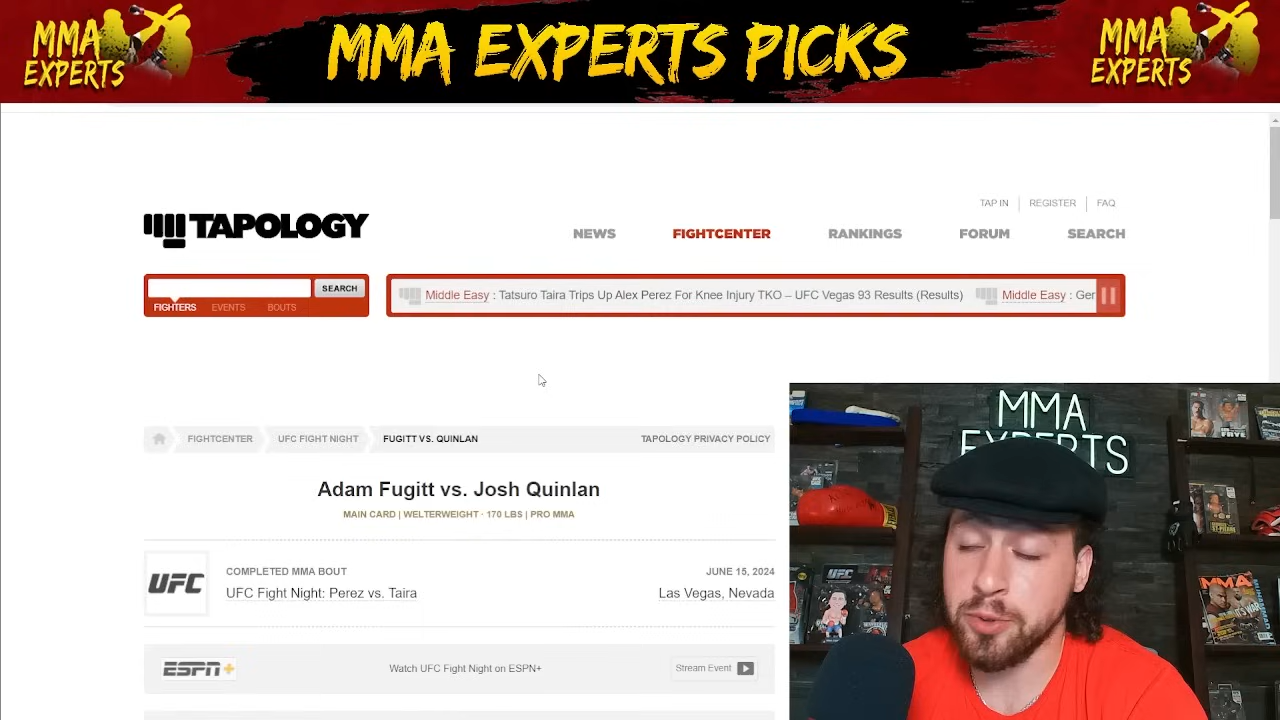 MMA
EXPERTS
MMA EXPERTS PICKS
MMA
EXPERTS
TAPOLOGY
TAP IN
REGISTER
FAQ
NEWS
FIGHTCENTER
RANKINGS
FORUM
SEARCH
SEARCH
FIGHTERS
EVENTS
BOUTS
Middle Easy : Tatsuro Taira Trips Up Alex Perez For Knee Injury TKO – UFC Vegas 93 Results (Results)
Middle Easy : Ger
FIGHTCENTER
UFC FIGHT NIGHT
FUGITT VS. QUINLAN
TAPOLOGY PRIVACY POLICY
Adam Fugitt vs. Josh Quinlan
MAIN CARD | WELTERWEIGHT · 170 LBS | PRO MMA
UFC
COMPLETED MMA BOUT
JUNE 15, 2024
UFC Fight Night: Perez vs. Taira
Las Vegas, Nevada
ESPN+
Watch UFC Fight Night on ESPN+
Stream Event
MMA
EXPERTS
UFC
MMA